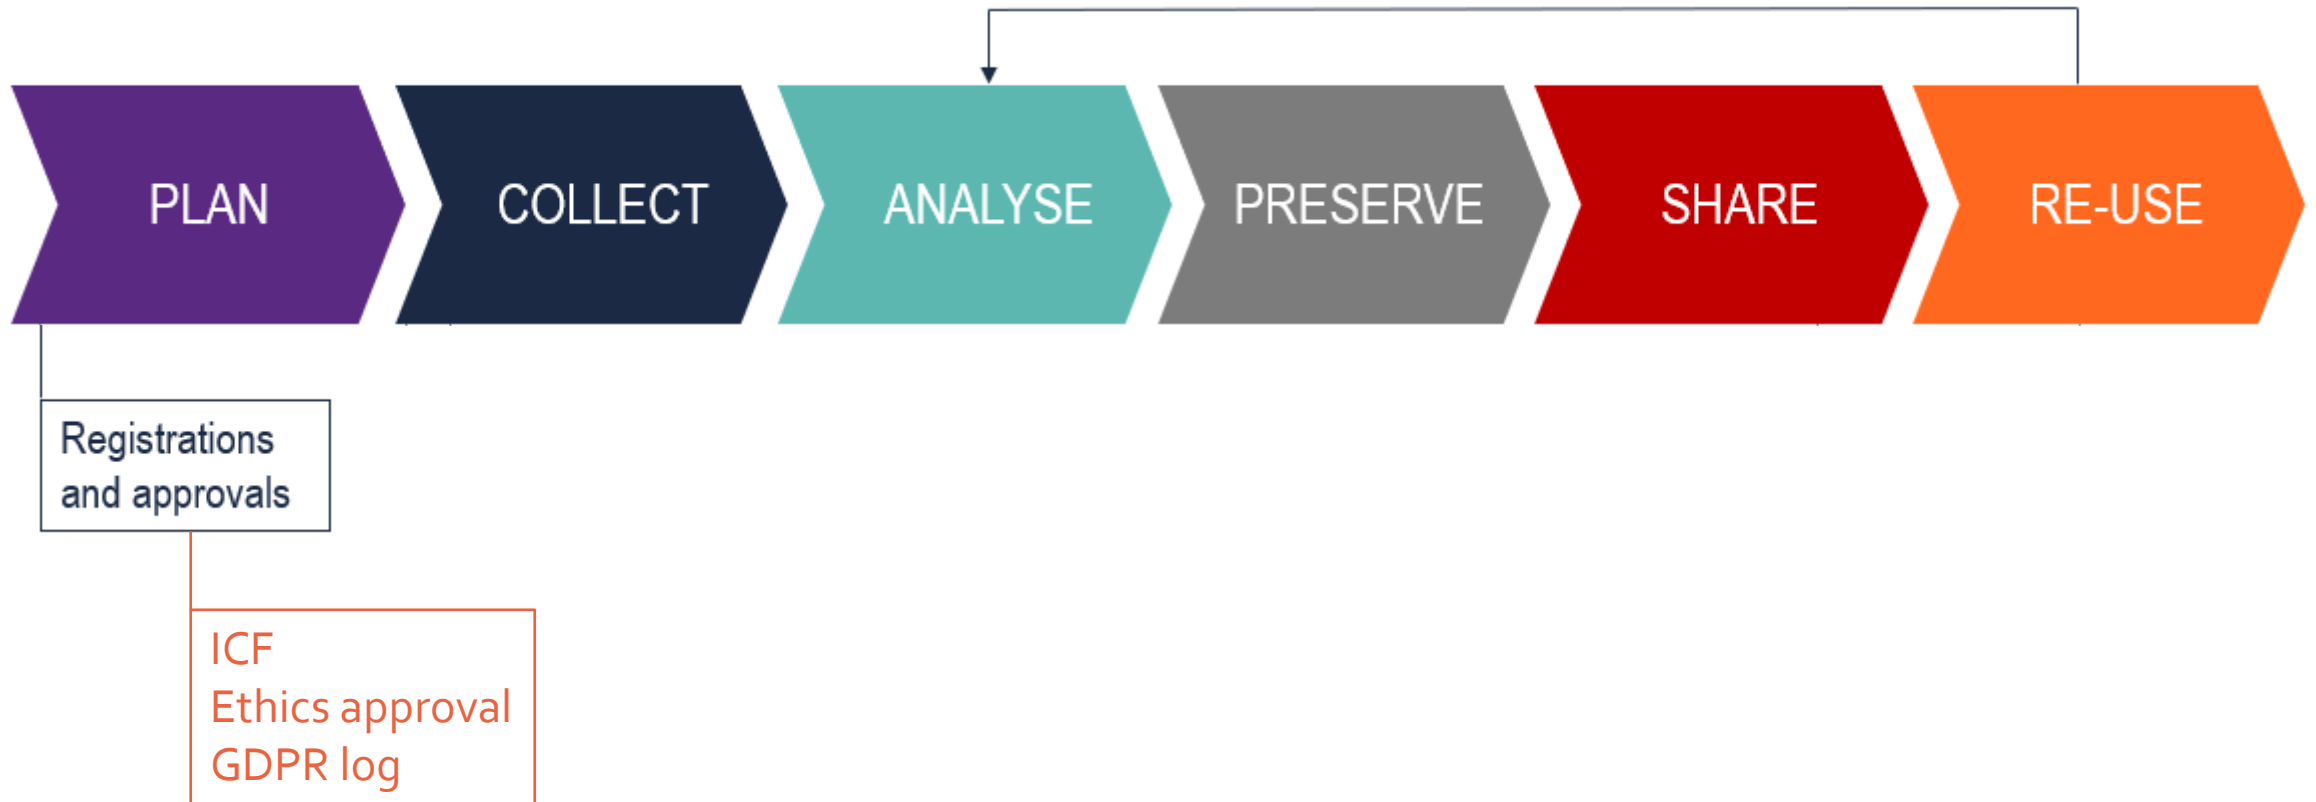 PLAN
COLLECT
ANALYSE
PRESERVE
SHARE
RE-USE
Registrations
and approvals
ICF
Ethics approval
GDPR log